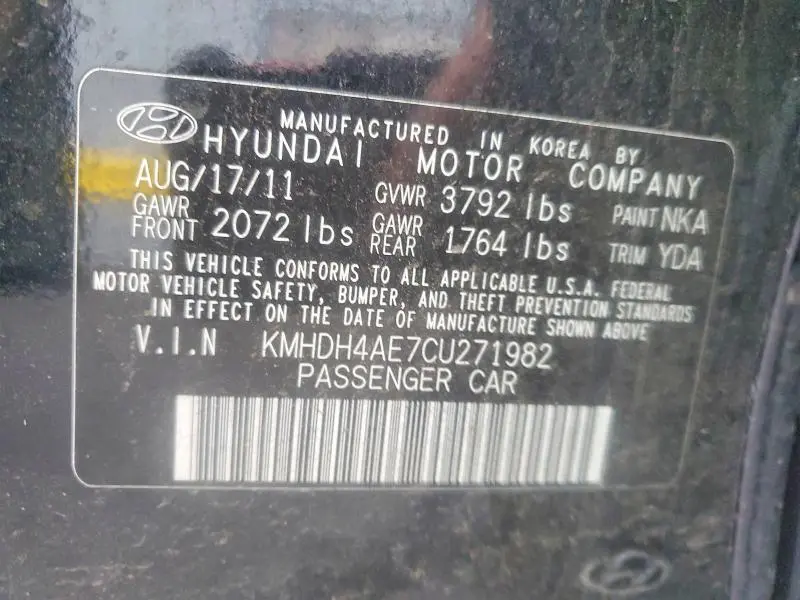 MANUFACTURED IN KOREA BY
HYUNDAI MOTOR COMPANY
AUG/17/11 GVWR 3792 lbs PAINT NKA
GAWR FRONT 2072 lbs GAWR REAR 1764 lbs TRIM YDA
THIS VEHICLE CONFORMS TO ALL APPLICABLE U.S.A. FEDERAL
MOTOR VEHICLE SAFETY, BUMPER, AND THEFT PREVENTION STANDARDS
IN EFFECT ON THE DATE OF MANUFACTURE SHOWN ABOVE
V.I.N KMHDH4AE7CU271982
PASSENGER CAR